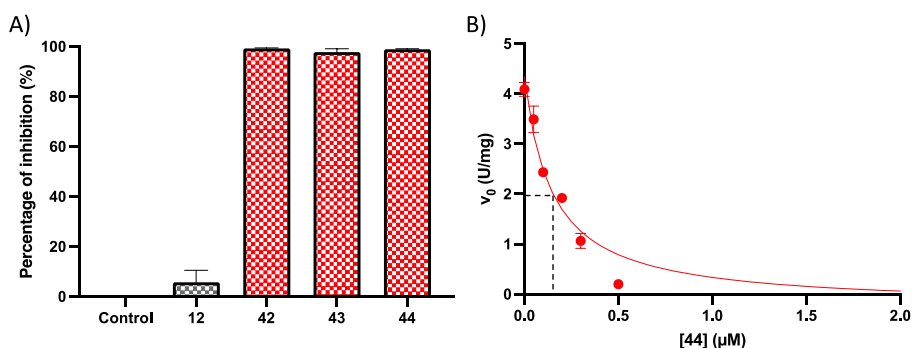 A)
Percentage of inhibition (%)
100
80
60
40
20
0
Control 12 42 43 44
B)
v0 (U/mg)
5
4
3
2
1
0
0.0 0.5 1.0 1.5 2.0
[44] (μM)